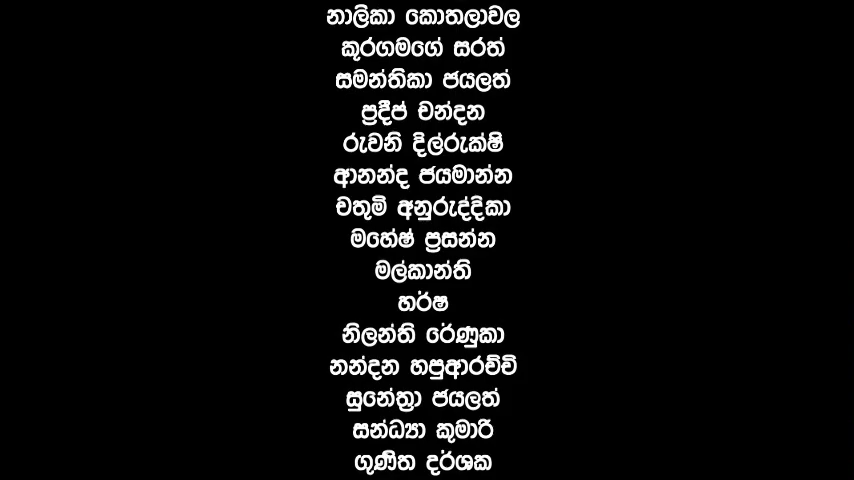 නාලිකා කොතලාවල
කුරගමගේ සරත්
සමන්තිකා ජයලත්
ප්‍රදීප් චන්දන
රුවනි දිල්රුක්ෂි
ආනන්ද ජයමාන්න
චතුමි අනුරුද්දිකා
මහේෂ් ප්‍රසන්න
මල්කාන්ති
හර්ෂ
නිලන්ති රේණුකා
නන්දන හපුආරච්චි
සුනේත්‍රා ජයලත්
සන්ධ්‍යා කුමාරි
ගුණිත දර්ශක